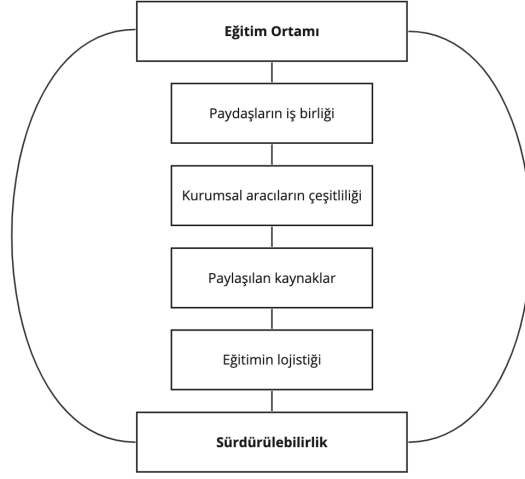 Eğitim Ortamı
Paydaşların iş birliği
Kurumsal aracıların çeşitliliği
Paylaşılan kaynaklar
Eğitimin lojistiği
Sürdürülebilirlik